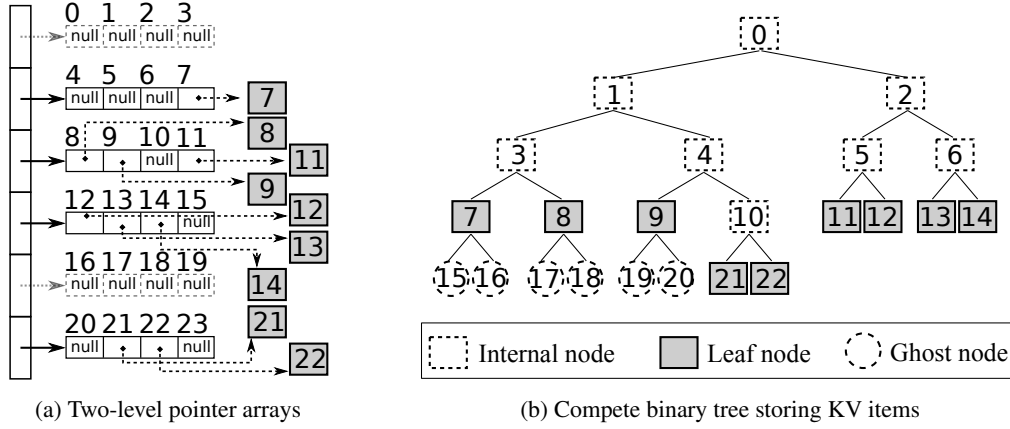 0 1 2 3
null null null null
4 5 6 7
null null null
7
8
8 9 10 11
null
11
9
12 13 14 15
null
12
13
16 17 18 19
null null null null
14
21
20 21 22 23
null null
22
(a) Two-level pointer arrays
0
1 2
3 4 5 6
7 8 9 10 11 12 13 14
15 16 17 18 19 20 21 22
Internal node Leaf node Ghost node
(b) Compete binary tree storing KV items